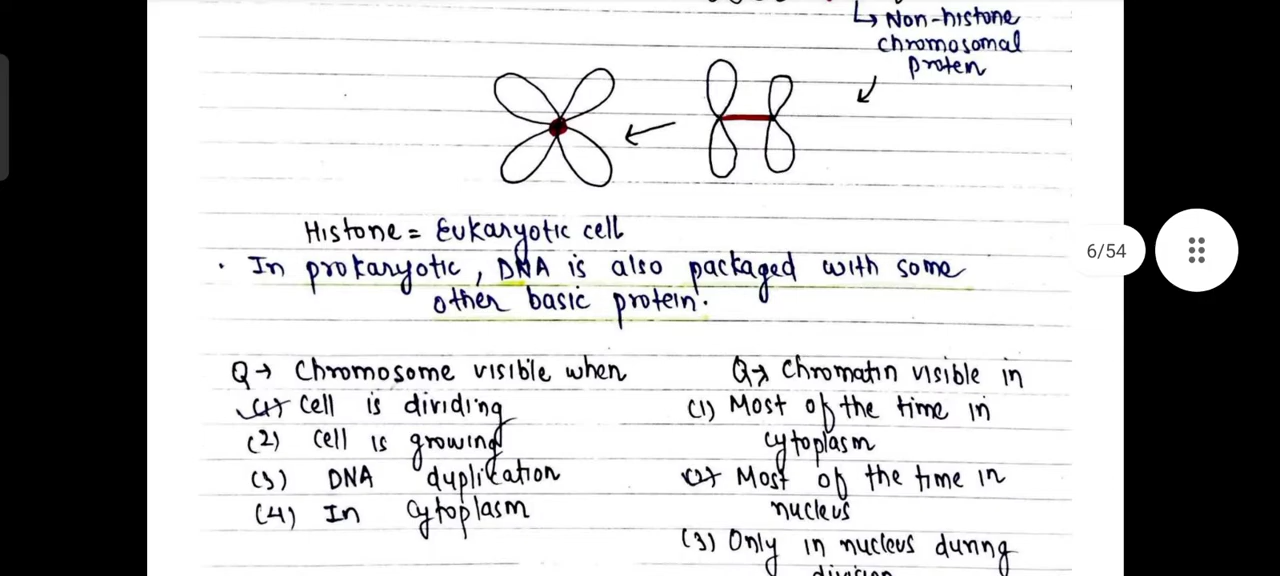 ↳ Non-histone
chromosomal
protein
Histone = Eukaryotic cell
· In prokaryotic, DNA is also packaged with some
other basic protein.
6/54
Q→ Chromosome visible when
(1) Cell is dividing
(2) Cell is growing
(3) DNA duplication
(4) In cytoplasm
Q→ Chromatin visible in
(1) Most of the time in
cytoplasm
(2) Most of the time in
nucleus
(3) Only in nucleus during
division